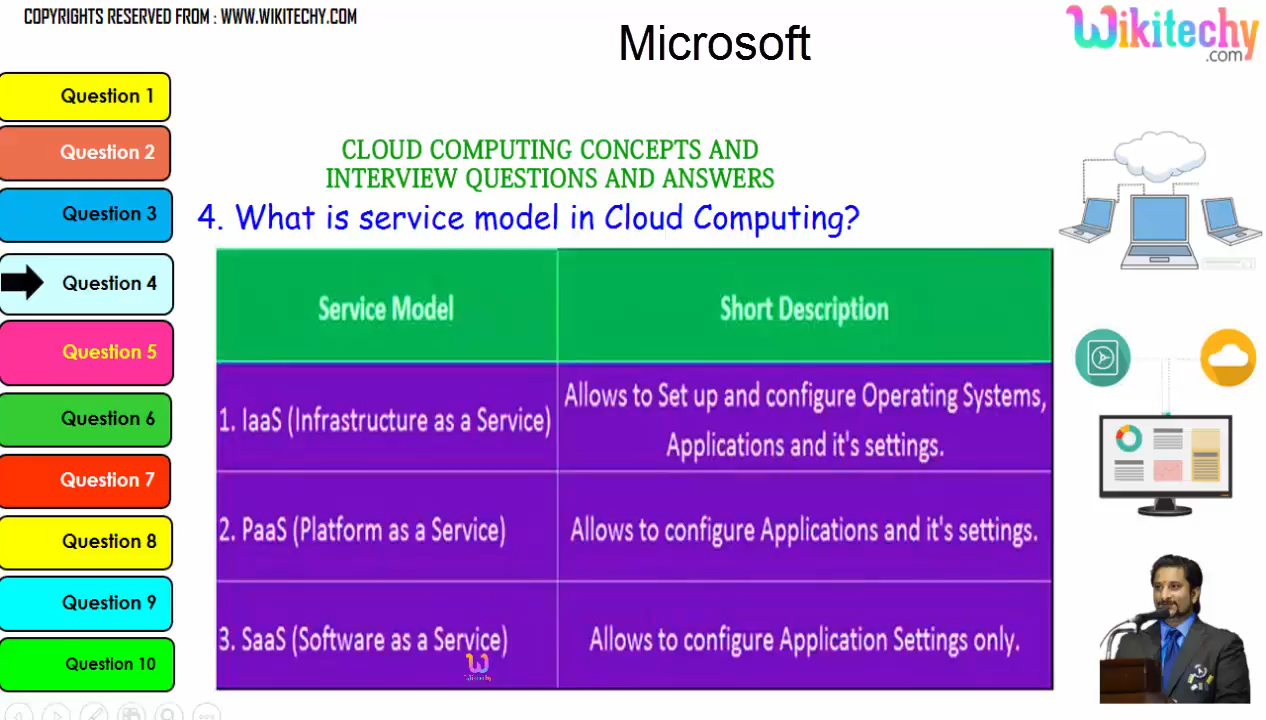 COPYRIGHTS RESERVED FROM : WWW.WIKITECHY.COM
Microsoft
Wikitechy
.com
Question 1
Question 2
Question 3
Question 4
Question 5
Question 6
Question 7
Question 8
Question 9
Question 10
CLOUD COMPUTING CONCEPTS AND
INTERVIEW QUESTIONS AND ANSWERS
4. What is service model in Cloud Computing?
Service Model
Short Description
1. IaaS (Infrastructure as a Service)
Allows to Set up and configure Operating Systems,
Applications and it's settings.
2. PaaS (Platform as a Service)
Allows to configure Applications and it's settings.
3. SaaS (Software as a Service)
Allows to configure Application Settings only.
Wikitechy